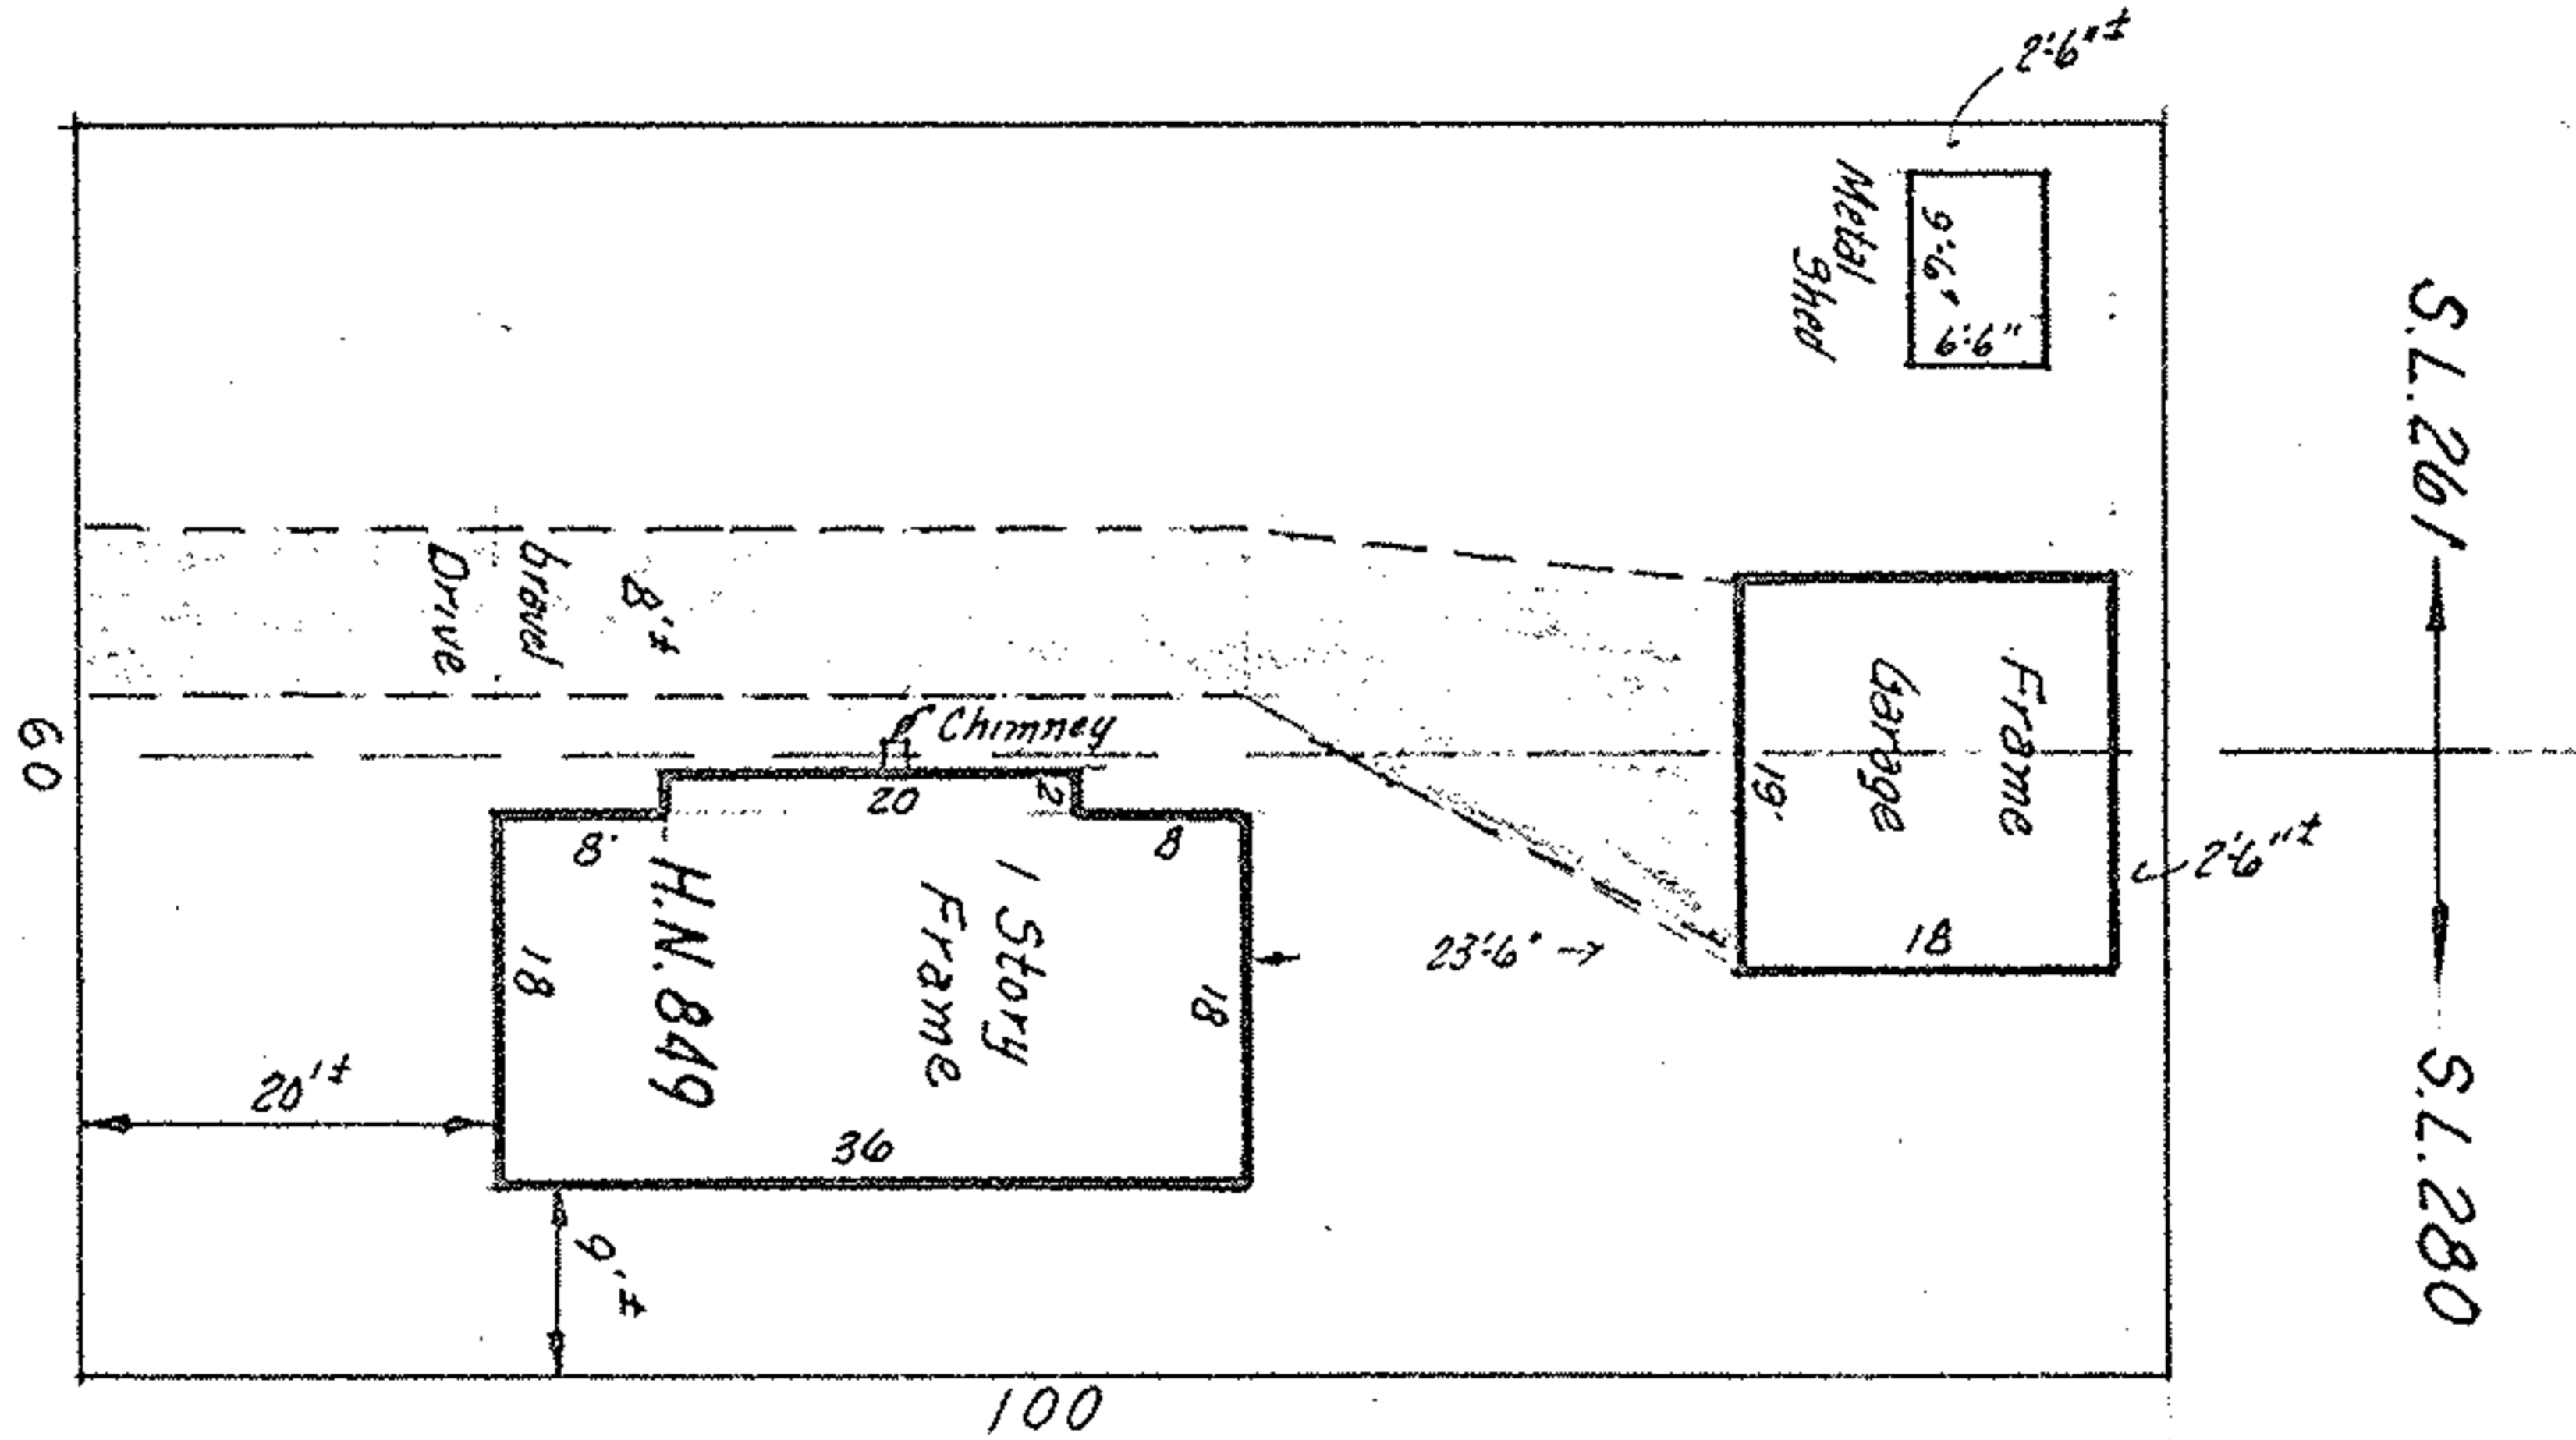 2'-6"±
Metal
Shed
9'-6"
6'-6"
S.L. 261
S.L. 280
8'±
Gravel
Drive
Chimney
20
2
8'
8
1 Story
Frame
H.N. 849
18
18
36
23'-6"
Frame
Garage
19'
18
2'-6"±
60
20'±
9'±
100